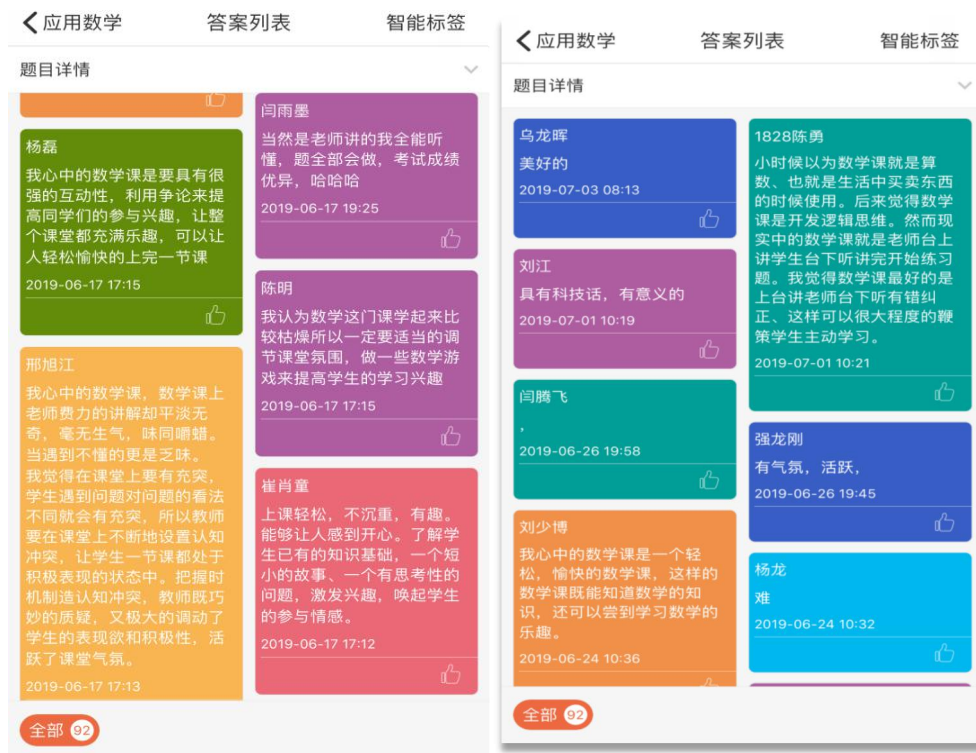 应用数学
答案列表
智能标签
题目详情
杨磊
我心中的数学课是要具有很
强的互动性，利用争论来提
高同学们的参与兴趣，让整
个课堂都充满乐趣，可以让
人轻松愉快的上完一节课
2019-06-17 17:15
邢旭江
我心中的数学课，数学课上
老师费力的讲解却平淡无
奇，毫无生气，味同嚼蜡。
当遇到不懂的更是乏味。
我觉得在课堂上要有充突，
学生遇到问题对问题的看法
不同就会有充突，所以教师
要在课堂上不断地设置认知
冲突，让学生一节课都处于
积极表现的状态中。把握时
机制造认知冲突，教师既巧
妙的质疑，又极大的调动了
学生的表现欲和积极性，活
跃了课堂气氛。
2019-06-17 17:13
闫雨墨
当然是老师讲的我全能听
懂，题全部会做，考试成绩
优异，哈哈哈
2019-06-17 19:25
陈明
我认为数学这门课学起来比
较枯燥所以一定要适当的调
节课堂氛围，做一些数学游
戏来提高学生的学习兴趣
2019-06-17 17:15
崔肖童
上课轻松，不沉重，有趣。
能够让人感到开心。了解学
生已有的知识基础，一个短
小的故事、一个有思考性的
问题，激发兴趣，唤起学生
的参与情感。
2019-06-17 17:12
全部 92
应用数学
答案列表
智能标签
题目详情
乌龙晖
美好的
2019-07-03 08:13
刘江
具有科技话，有意义的
2019-07-01 10:19
闫腾飞
，
2019-06-26 19:58
刘少博
我心中的数学课是一个轻
松，愉快的数学课，这样的
数学课既能知道数学的知
识，还可以尝到学习数学的
乐趣。
2019-06-24 10:36
1828陈勇
小时候以为数学课就是算
数、也就是生活中买卖东西
的时候使用。后来觉得数学
课是开发逻辑思维。然而现
实中的数学课就是老师台上
讲学生台下听讲完开始练习
题。我觉得数学课最好的是
上台讲老师台下听有错纠
正、这样可以很大程度的鞭
策学生主动学习。
2019-07-01 10:21
强龙刚
有气氛，活跃，
2019-06-26 19:45
杨龙
难
2019-06-24 10:32
全部 92